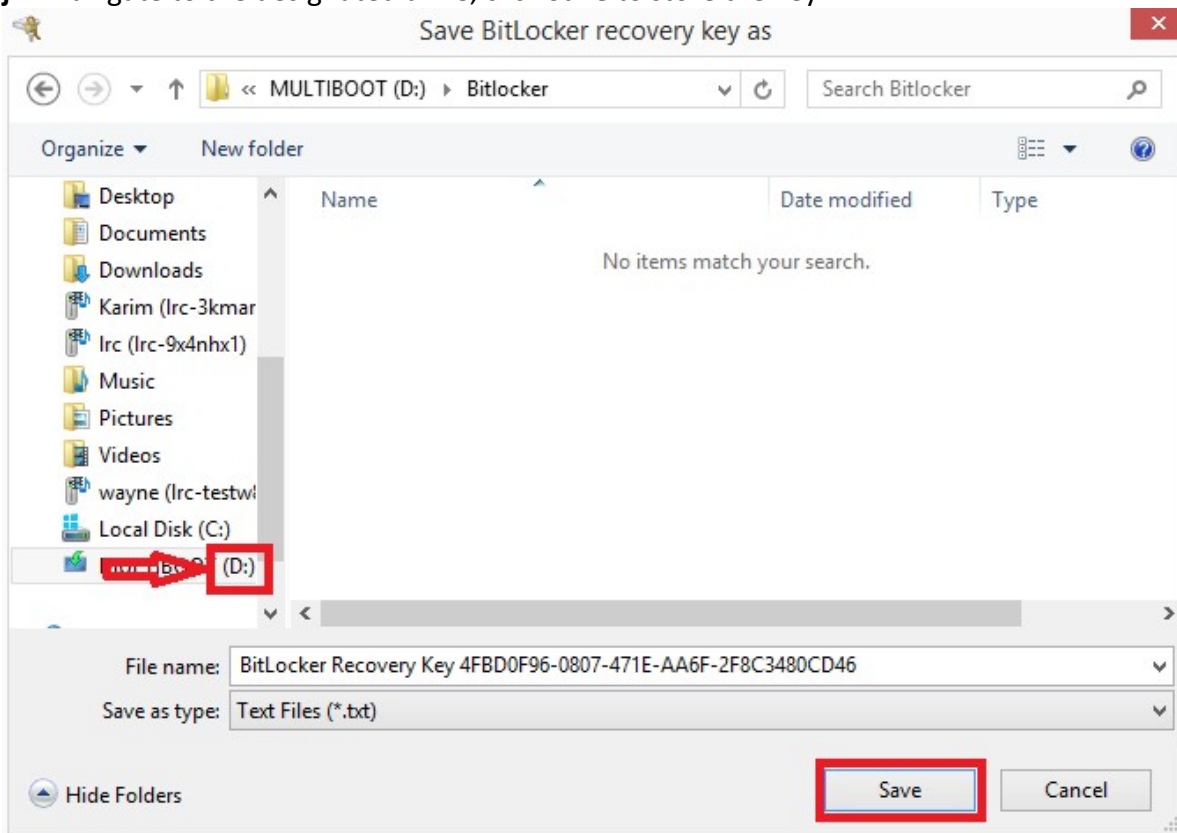 Save BitLocker recovery key as
« MULTIBOOT (D:) Bitlocker
Search Bitlocker
Organize
New folder
Name
Date modified
Type
No items match your search.
Desktop
Documents
Downloads
Karim (lrc-3kmar
lrc (lrc-9x4nhx1)
Music
Pictures
Videos
wayne (lrc-testw
Local Disk (C:)
(D:)
File name: BitLocker Recovery Key 4FBD0F96-0807-471E-AA6F-2F8C3480CD46
Save as type: Text Files (*.txt)
Hide Folders
Save
Cancel